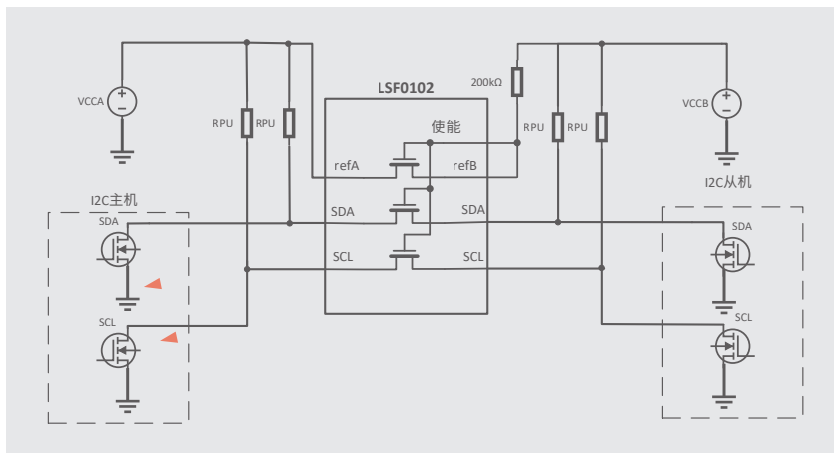 LSF0102
200kΩ
VCCA
VCCB
RPU
RPU
RPU
RPU
使能
refA
refB
I2C主机
I2C从机
SDA
SDA
SDA
SDA
SCL
SCL
SCL
SCL